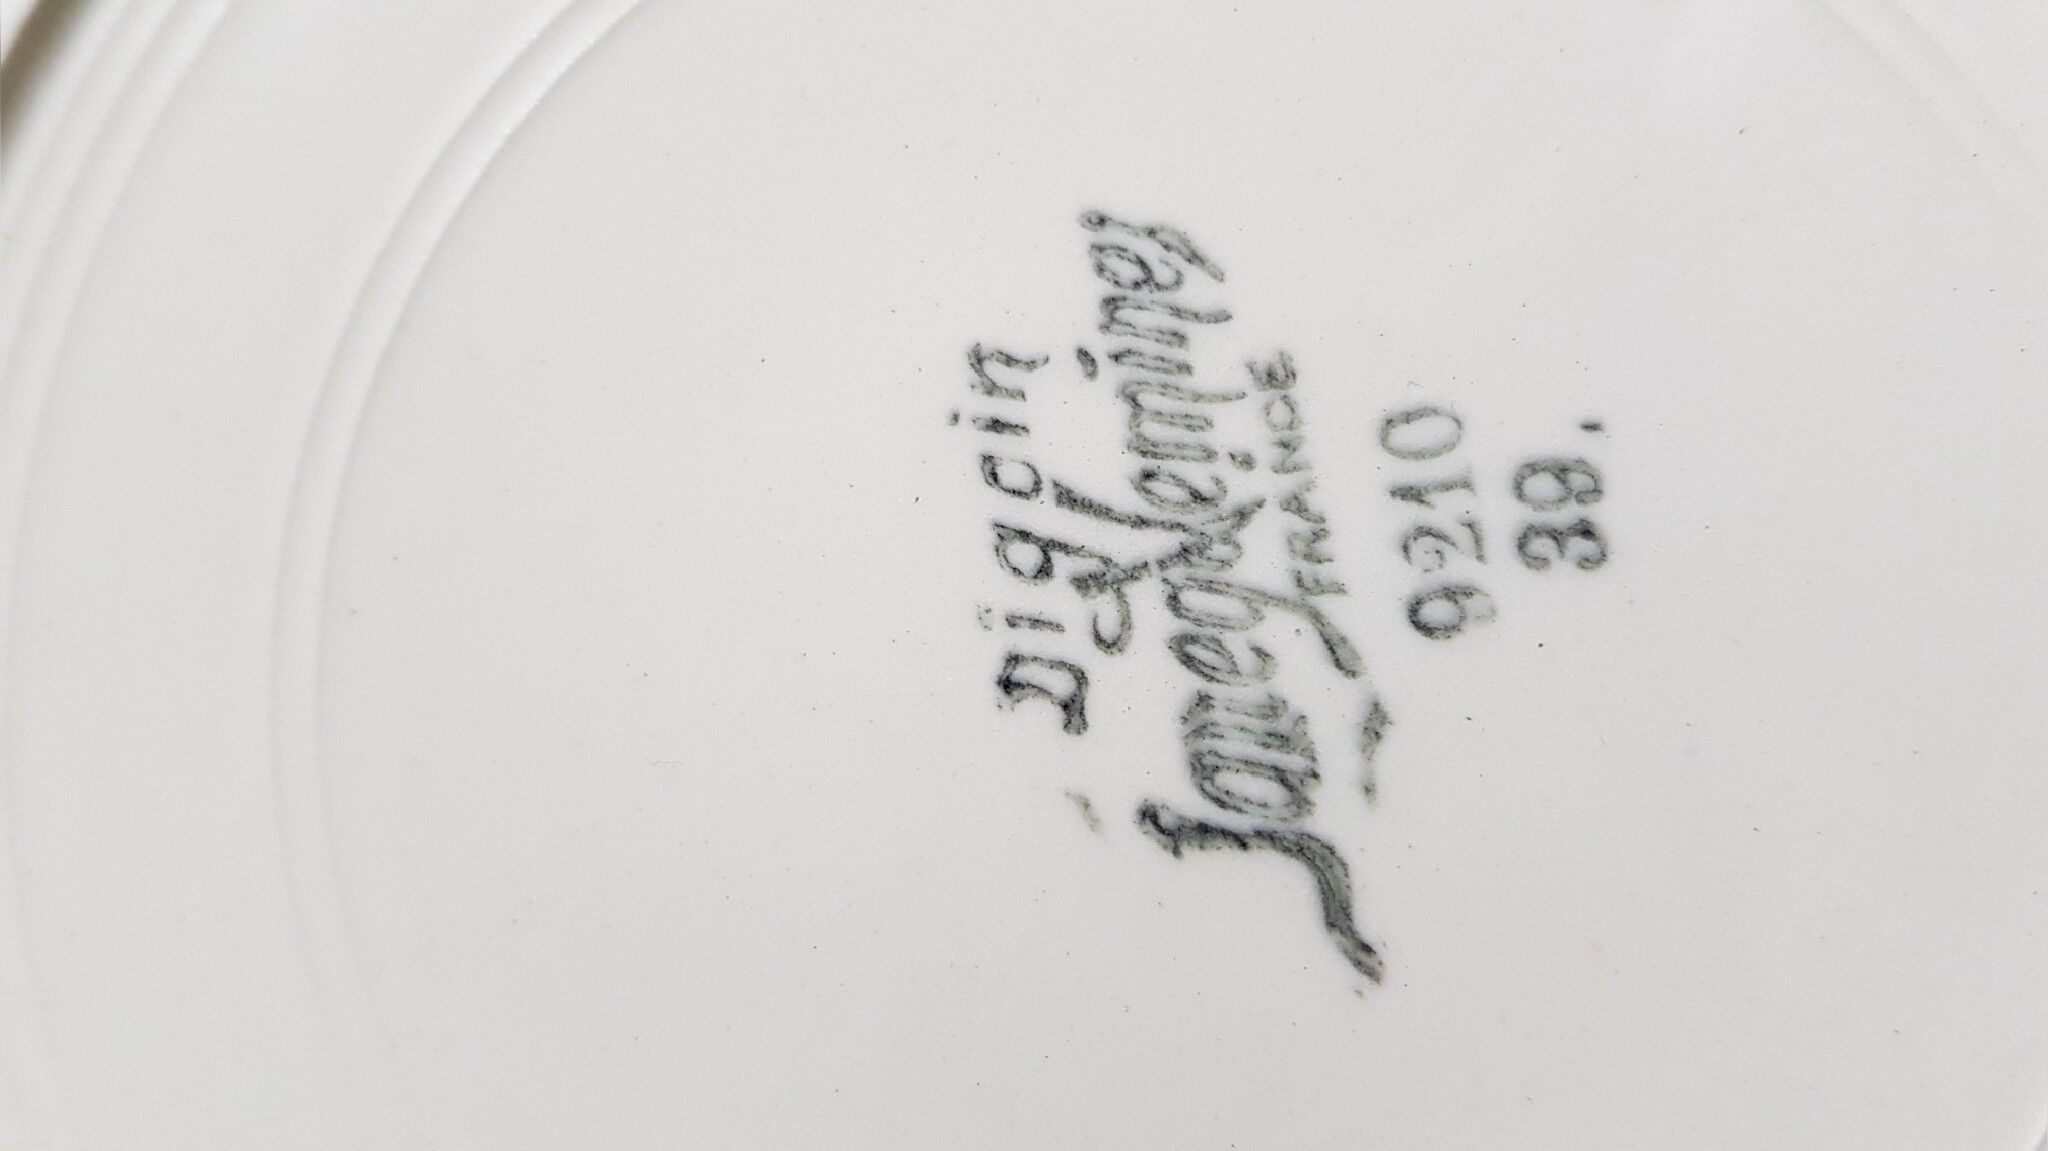 Digoin
&
Sarreguemines
FRANCE
9210
39.